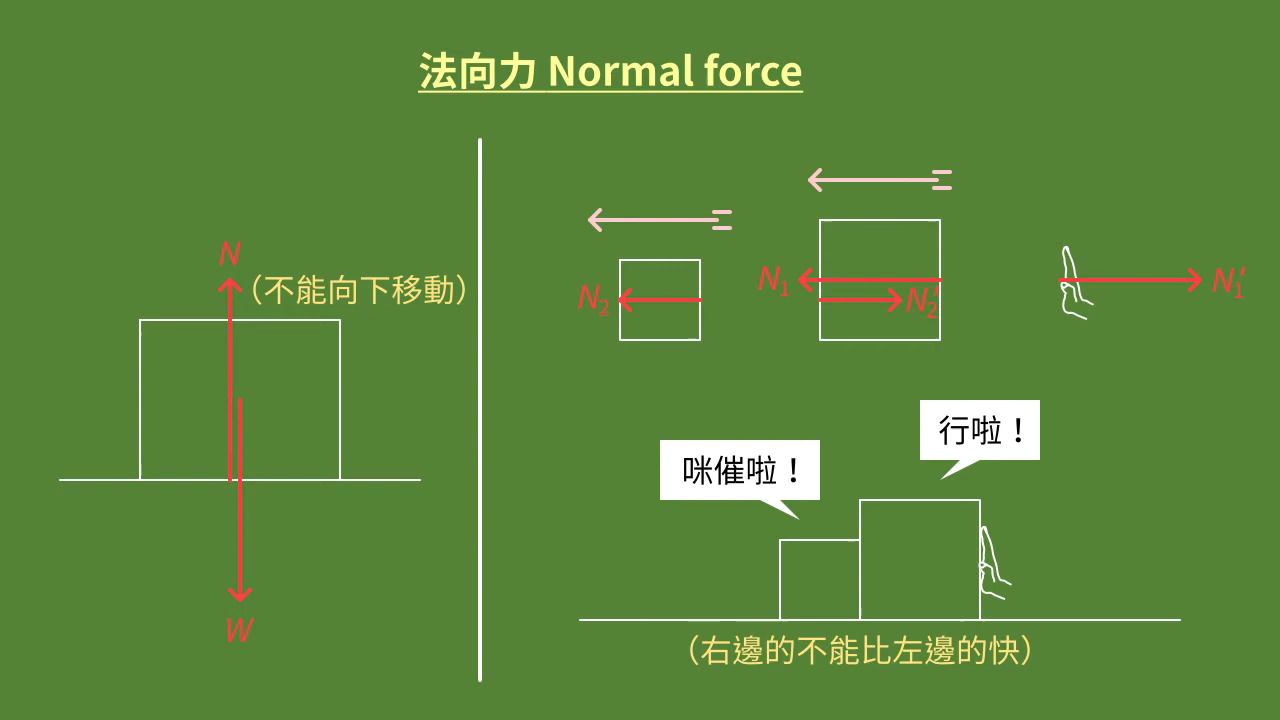 法向力 Normal force
N
（不能向下移動）
W
N₂
N₁
N₂'
N₁'
咪催啦！
行啦！
（右邊的不能比左邊的快）